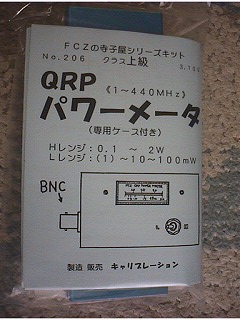 FCZの寺子屋シリーズキット
No.206 クラス上級
QRP 《1～440MHz》
パワーメータ
(専用ケース付き)
Hレンジ：0.1 ～ 2W
Lレンジ：(1)～10～100mW
BNC
製造 販売 キャリブレーション